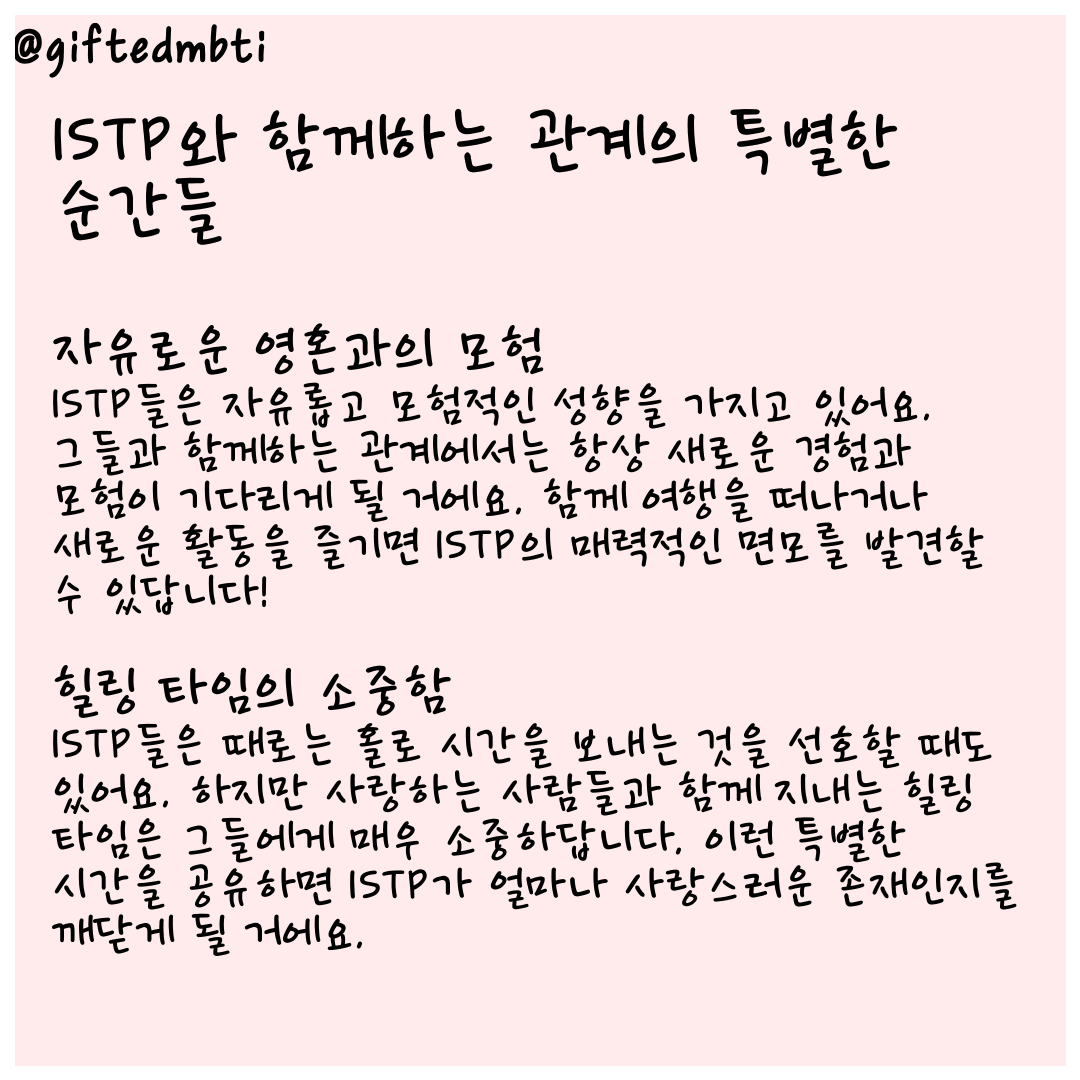 @giftedmbti
ISTP와 함께하는 관계의 특별한
순간들
자유로운 영혼과의 모험
ISTP들은 자유롭고 모험적인 성향을 가지고 있어요.
그들과 함께하는 관계에서는 항상 새로운 경험과
모험이 기다리게 될 거에요. 함께 여행을 떠나거나
새로운 활동을 즐기면 ISTP의 매력적인 면모를 발견할
수 있답니다!
힐링 타임의 소중함
ISTP들은 때로는 홀로 시간을 보내는 것을 선호할 때도
있어요. 하지만 사랑하는 사람들과 함께 지내는 힐링
타임은 그들에게 매우 소중하답니다. 이런 특별한
시간을 공유하면 ISTP가 얼마나 사랑스러운 존재인지를
깨닫게 될 거에요.